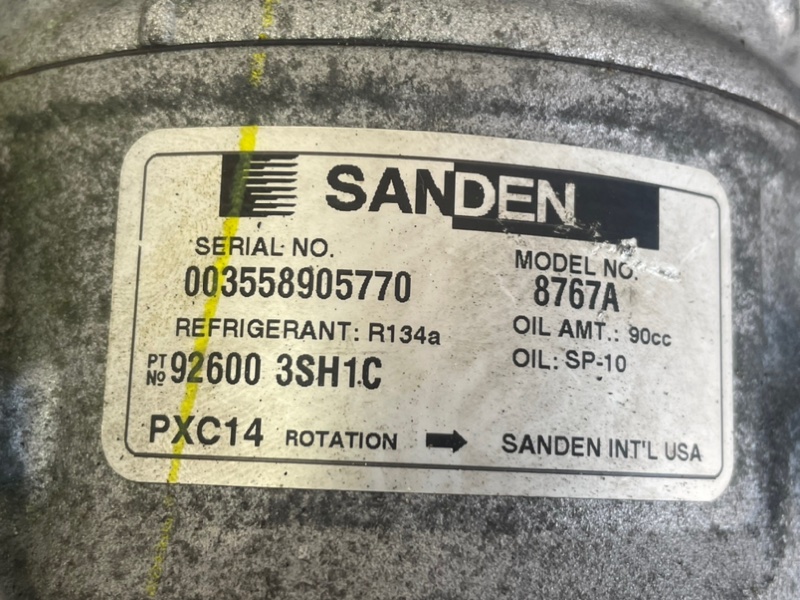 SANDEN
SERIAL NO.
003558905770
MODEL NO.
8767A
REFRIGERANT: R134a
OIL AMT.: 90cc
PT NO 92600 3SH1C
OIL: SP-10
PXC14 ROTATION ➡ SANDEN INT'L USA